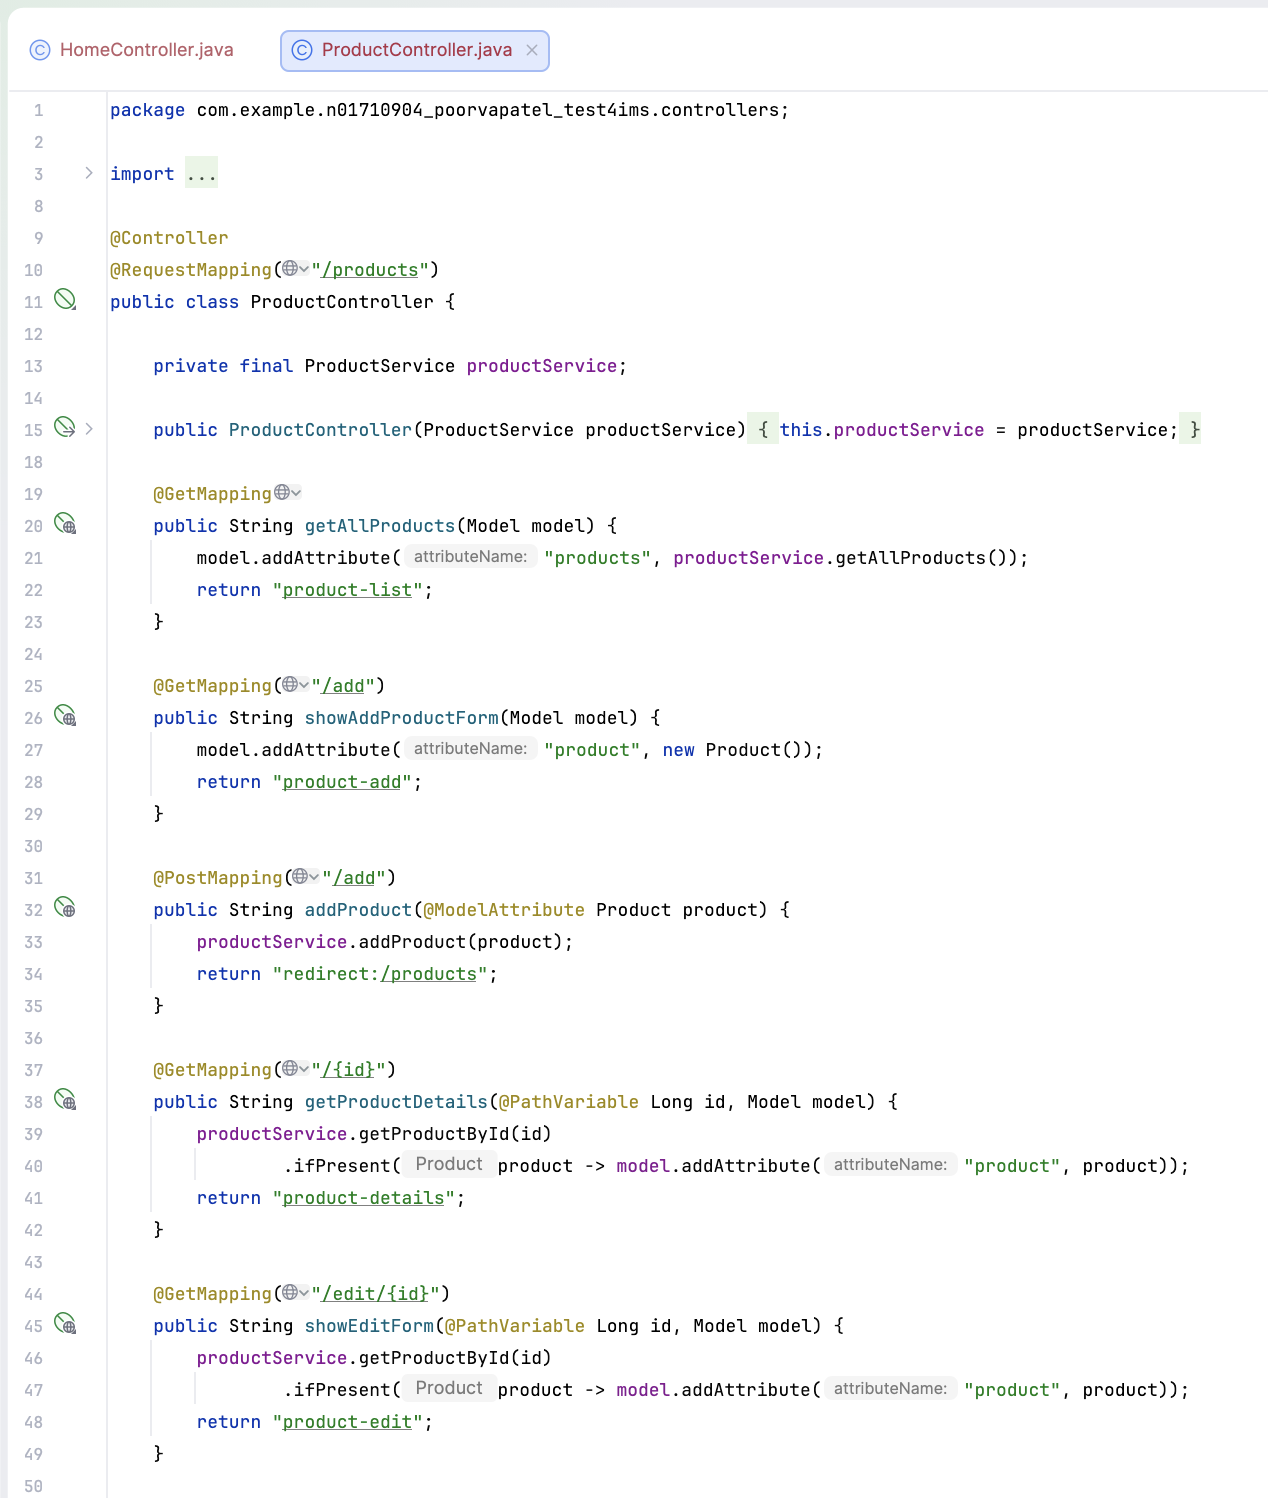 HomeController.java
ProductController.java
1 package com.example.n01710904_poorvapatel_test4ims.controllers;
2
3 import ...
8
9 @Controller
10 @RequestMapping("/products")
11 public class ProductController {
12
13     private final ProductService productService;
14
15     public ProductController(ProductService productService) { this.productService = productService; }
18
19     @GetMapping
20     public String getAllProducts(Model model) {
21         model.addAttribute( attributeName: "products", productService.getAllProducts());
22         return "product-list";
23     }
24
25     @GetMapping("/add")
26     public String showAddProductForm(Model model) {
27         model.addAttribute( attributeName: "product", new Product());
28         return "product-add";
29     }
30
31     @PostMapping("/add")
32     public String addProduct(@ModelAttribute Product product) {
33         productService.addProduct(product);
34         return "redirect:/products";
35     }
36
37     @GetMapping("/{id}")
38     public String getProductDetails(@PathVariable Long id, Model model) {
39         productService.getProductById(id)
40                 .ifPresent( Product product -> model.addAttribute( attributeName: "product", product));
41         return "product-details";
42     }
43
44     @GetMapping("/edit/{id}")
45     public String showEditForm(@PathVariable Long id, Model model) {
46         productService.getProductById(id)
47                 .ifPresent( Product product -> model.addAttribute( attributeName: "product", product));
48         return "product-edit";
49     }
50